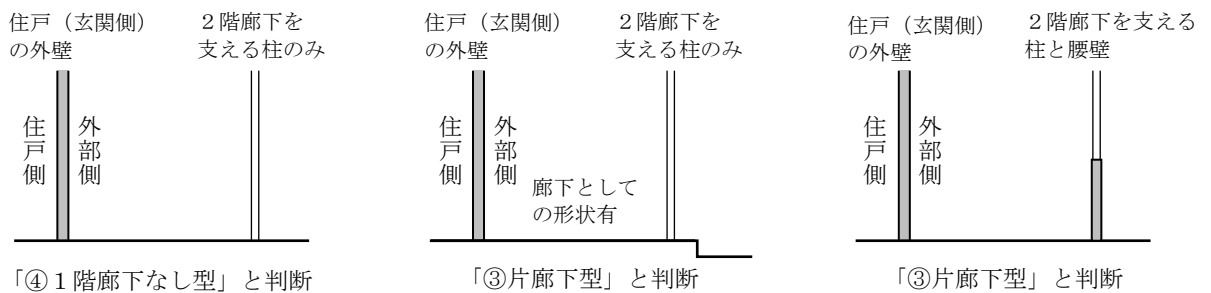 住戸（玄関側）
の外壁
２階廊下を
支える柱のみ
住戸側
外部側
「④１階廊下なし型」と判断
住戸（玄関側）
の外壁
２階廊下を
支える柱のみ
住戸側
外部側
廊下として
の形状有
「③片廊下型」と判断
住戸（玄関側）
の外壁
２階廊下を支える
柱と腰壁
住戸側
外部側
「③片廊下型」と判断